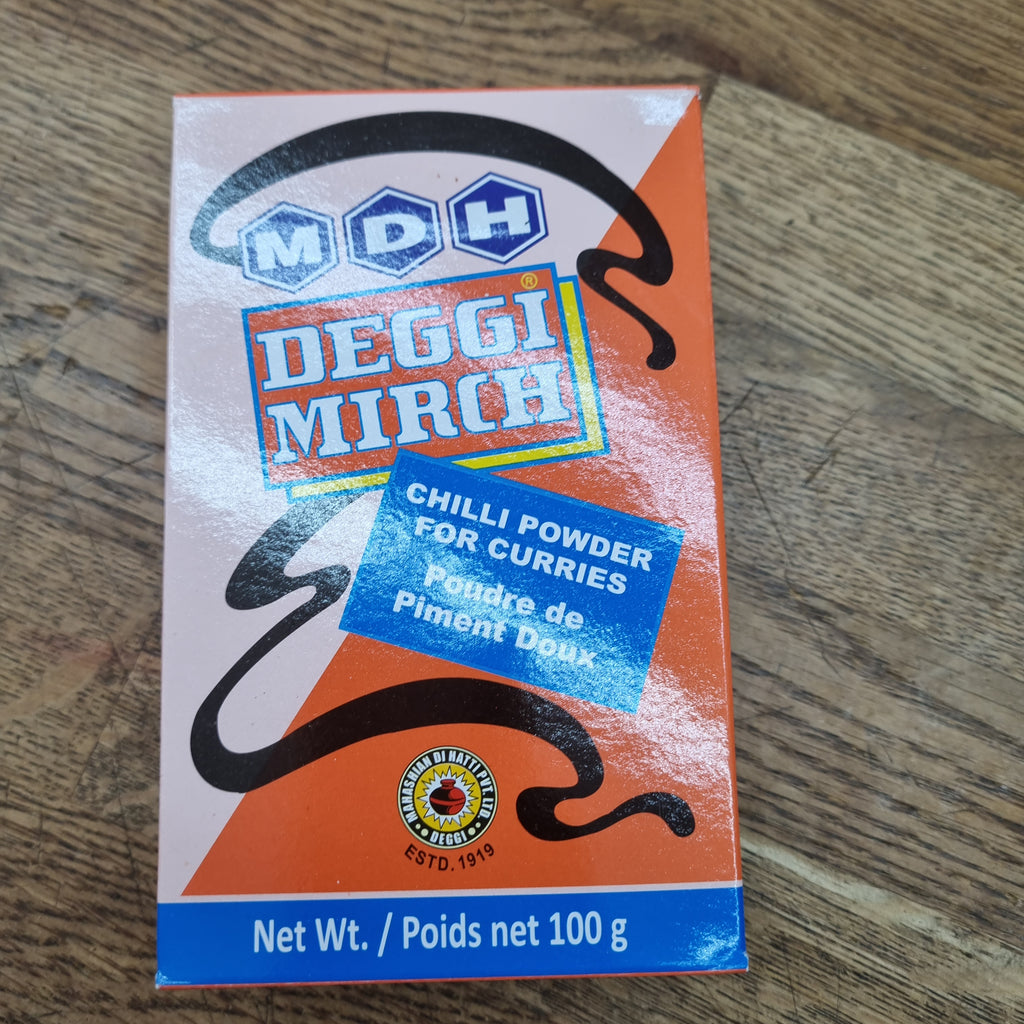 MDH
DEGGI®
MIRCH
CHILLI POWDER
FOR CURRIES
Poudre de
Piment Doux
MAHASHIAN DI HATTI PVT. LTD.
DEGGI
ESTD. 1919
Net Wt. / Poids net 100 g